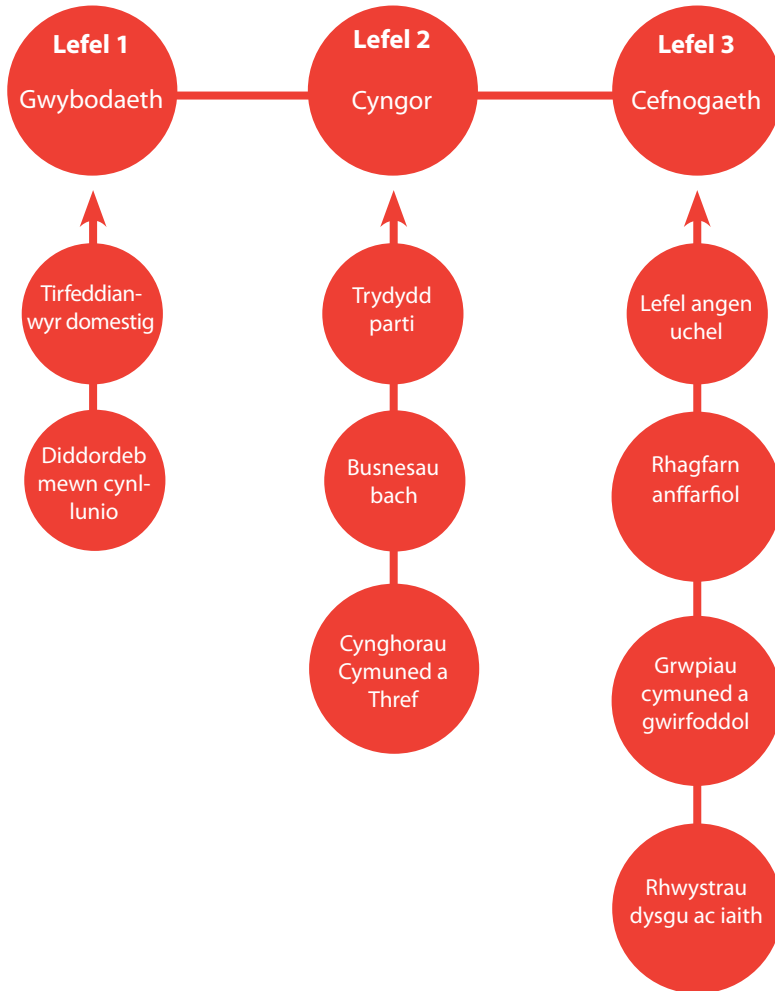 Lefel 1
Gwybodaeth
Lefel 2
Cyngor
Lefel 3
Cefnogaeth
Tirfeddian-
wyr domestig
Diddordeb
mewn cynl-
lunio
Trydydd
parti
Busnesau
bach
Cynghorau
Cymuned a
Thref
Lefel angen
uchel
Rhagfarn
anffarfiol
Grwpiau
cymuned a
gwirfoddol
Rhwystrau
dysgu ac iaith